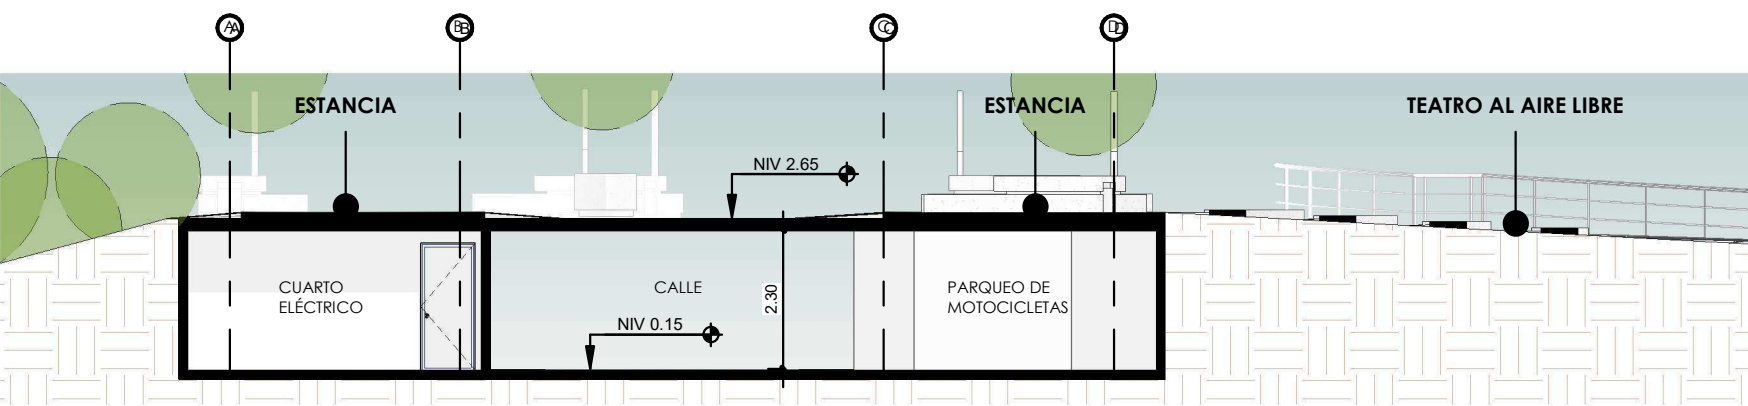 AA
BB
CC
DD
ESTANCIA
ESTANCIA
TEATRO AL AIRE LIBRE
NIV 2.65
CUARTO
ELÉCTRICO
CALLE
2.30
PARQUEO DE
MOTOCICLETAS
NIV 0.15